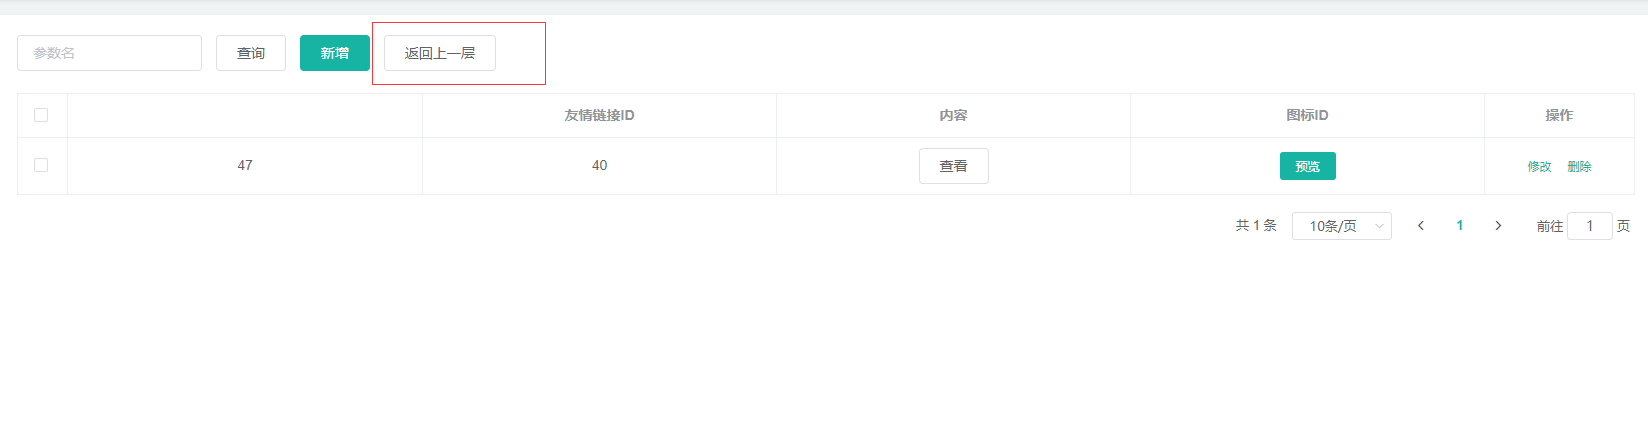 参数名 查询 新增 返回上一层
友情链接ID 内容 图标ID 操作
47 40 查看 预览 修改 删除
共 1 条 10条/页 1 前往 1 页